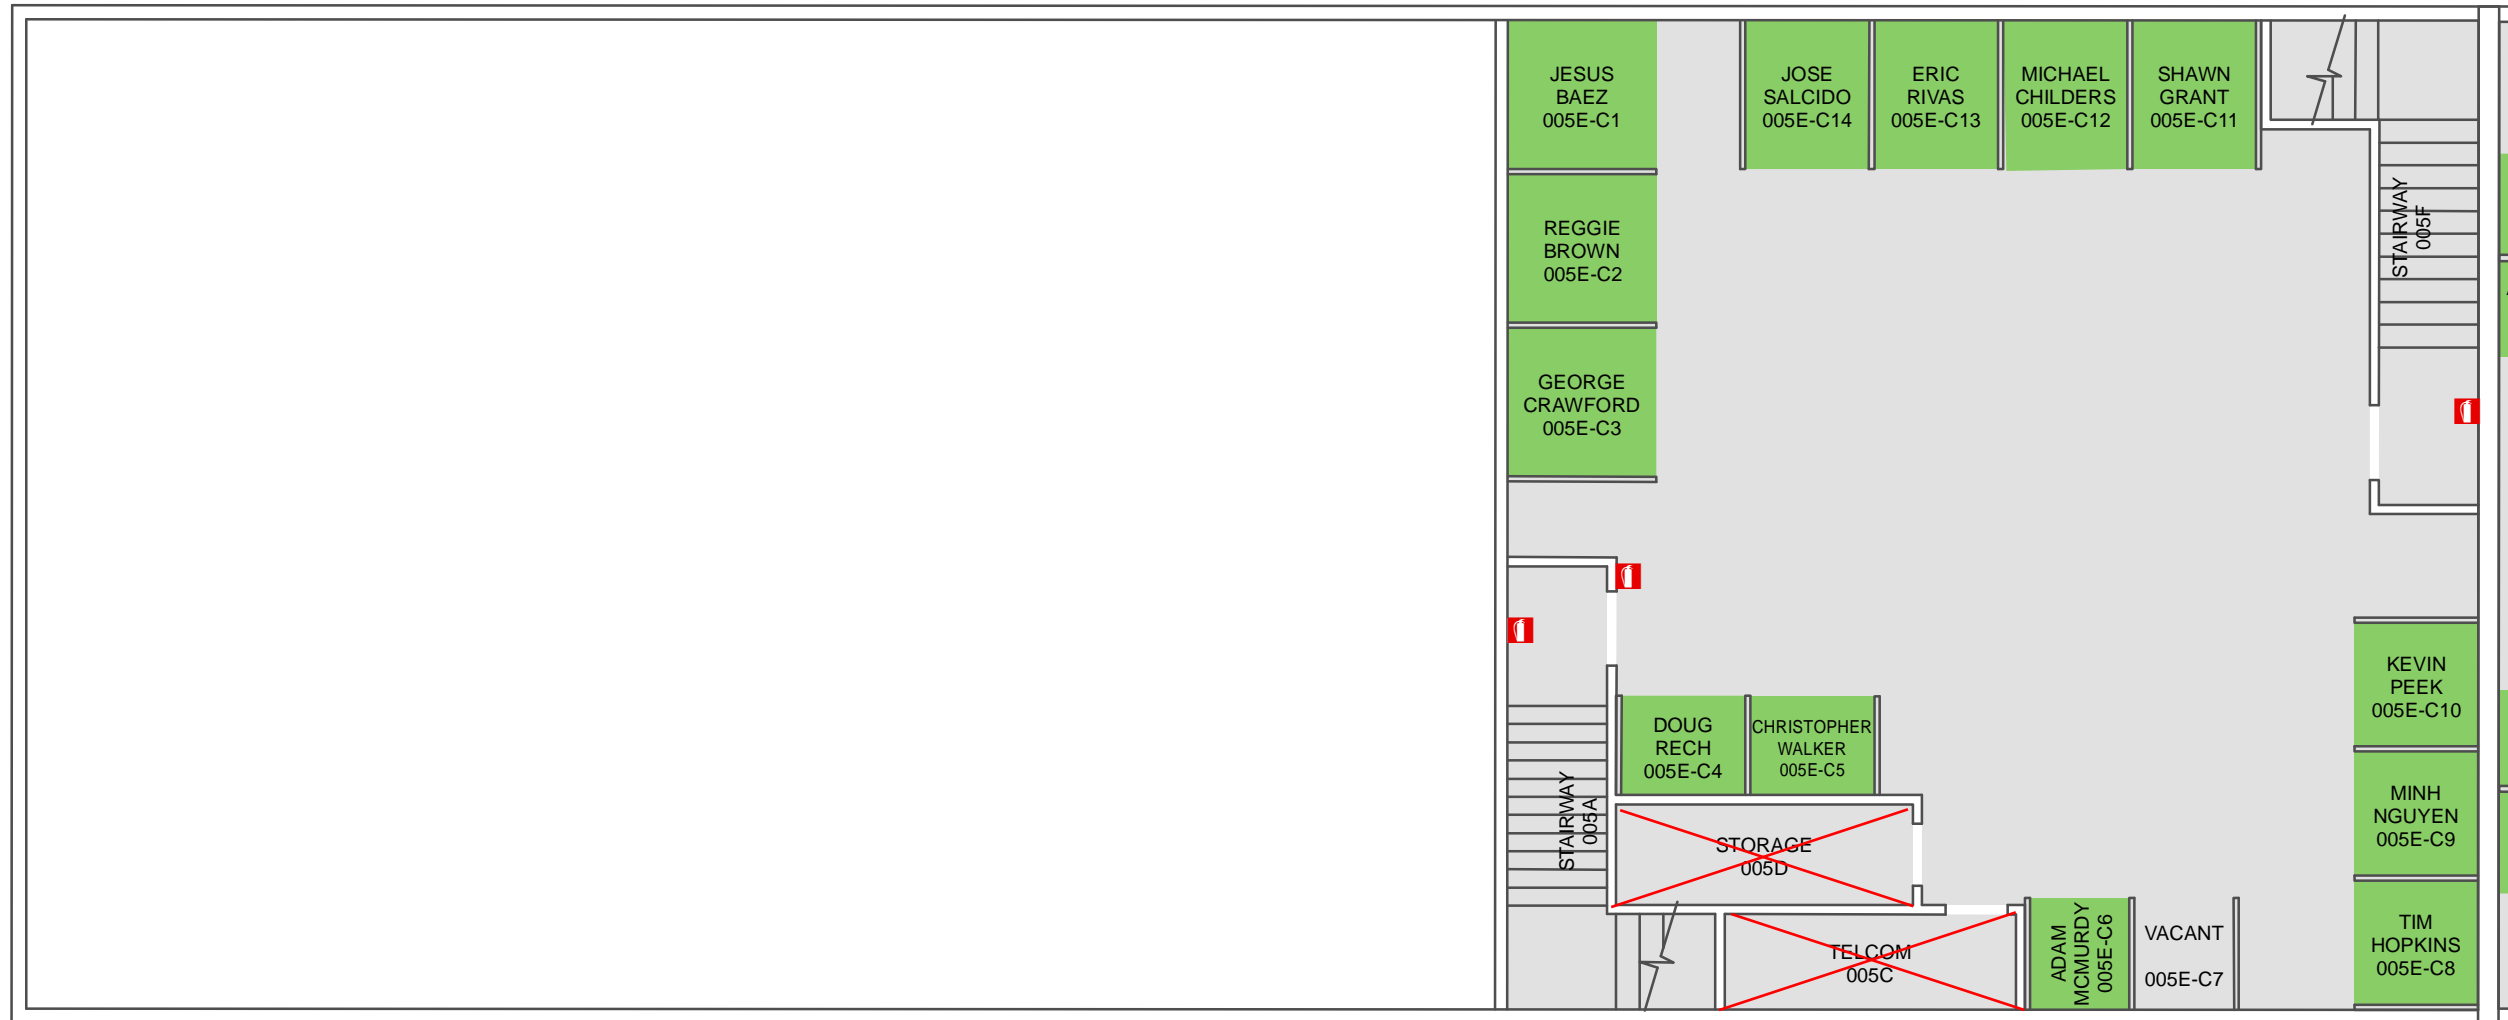 JESUS
BAEZ
005E-C1
JOSE
SALCIDO
005E-C14
ERIC
RIVAS
005E-C13
MICHAEL
CHILDERS
005E-C12
SHAWN
GRANT
005E-C11
REGGIE
BROWN
005E-C2
STAIRWAY
005F
GEORGE
CRAWFORD
005E-C3
KEVIN
PEEK
005E-C10
DOUG
RECH
005E-C4
CHRISTOPHER
WALKER
005E-C5
STAIRWAY
005A
MINH
NGUYEN
005E-C9
STORAGE
005D
TELCOM
005C
ADAM
MCMURDY
005E-C6
VACANT
005E-C7
TIM
HOPKINS
005E-C8